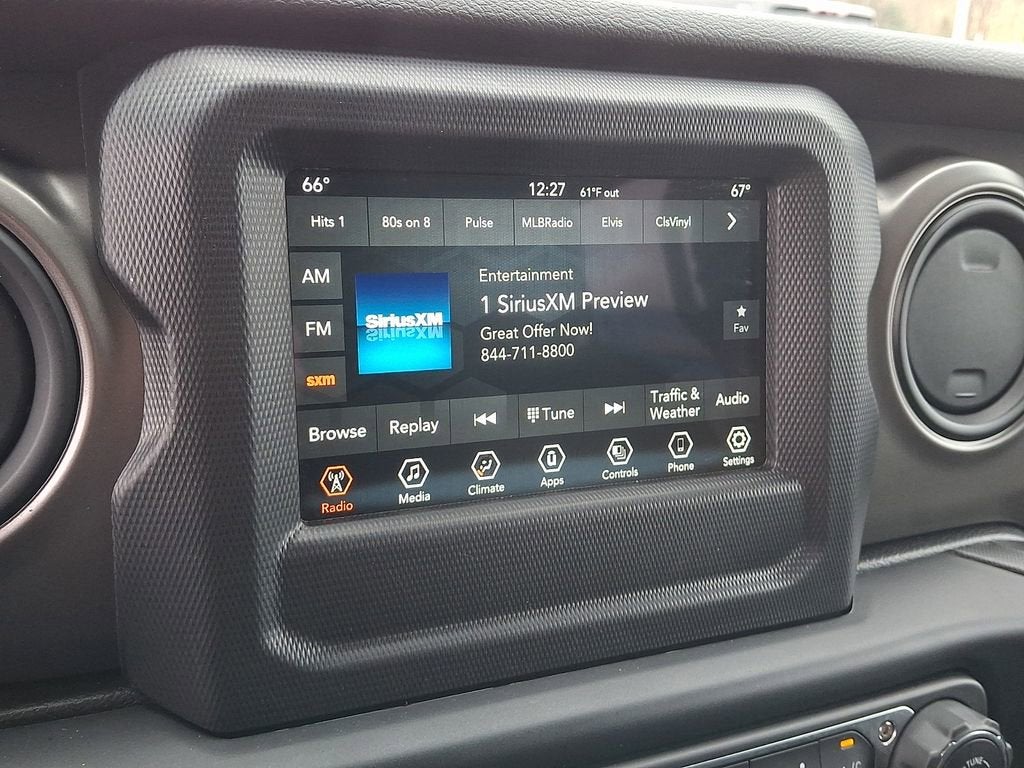 66° 12:27 61°F out 67°
Hits 1 80s on 8 Pulse MLBRadio Elvis ClsVinyl
AM
FM
sxm
SiriusXM
Entertainment
1 SiriusXM Preview
Great Offer Now!
844-711-8800
Fav
Browse Replay Tune Traffic &
Weather Audio
Radio Media Climate Apps Controls Phone Settings
TUNE